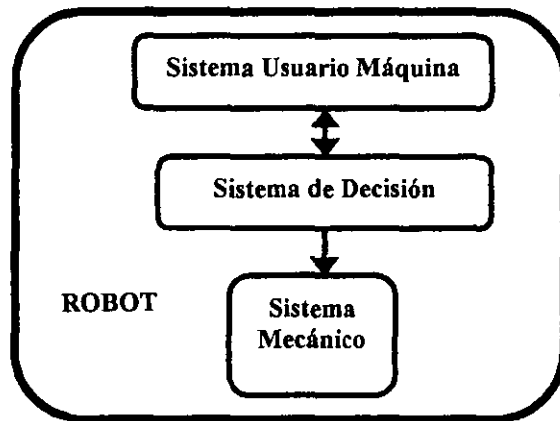 Sistema Usuario Máquina
Sistema de Decisión
ROBOT
Sistema
Mecánico